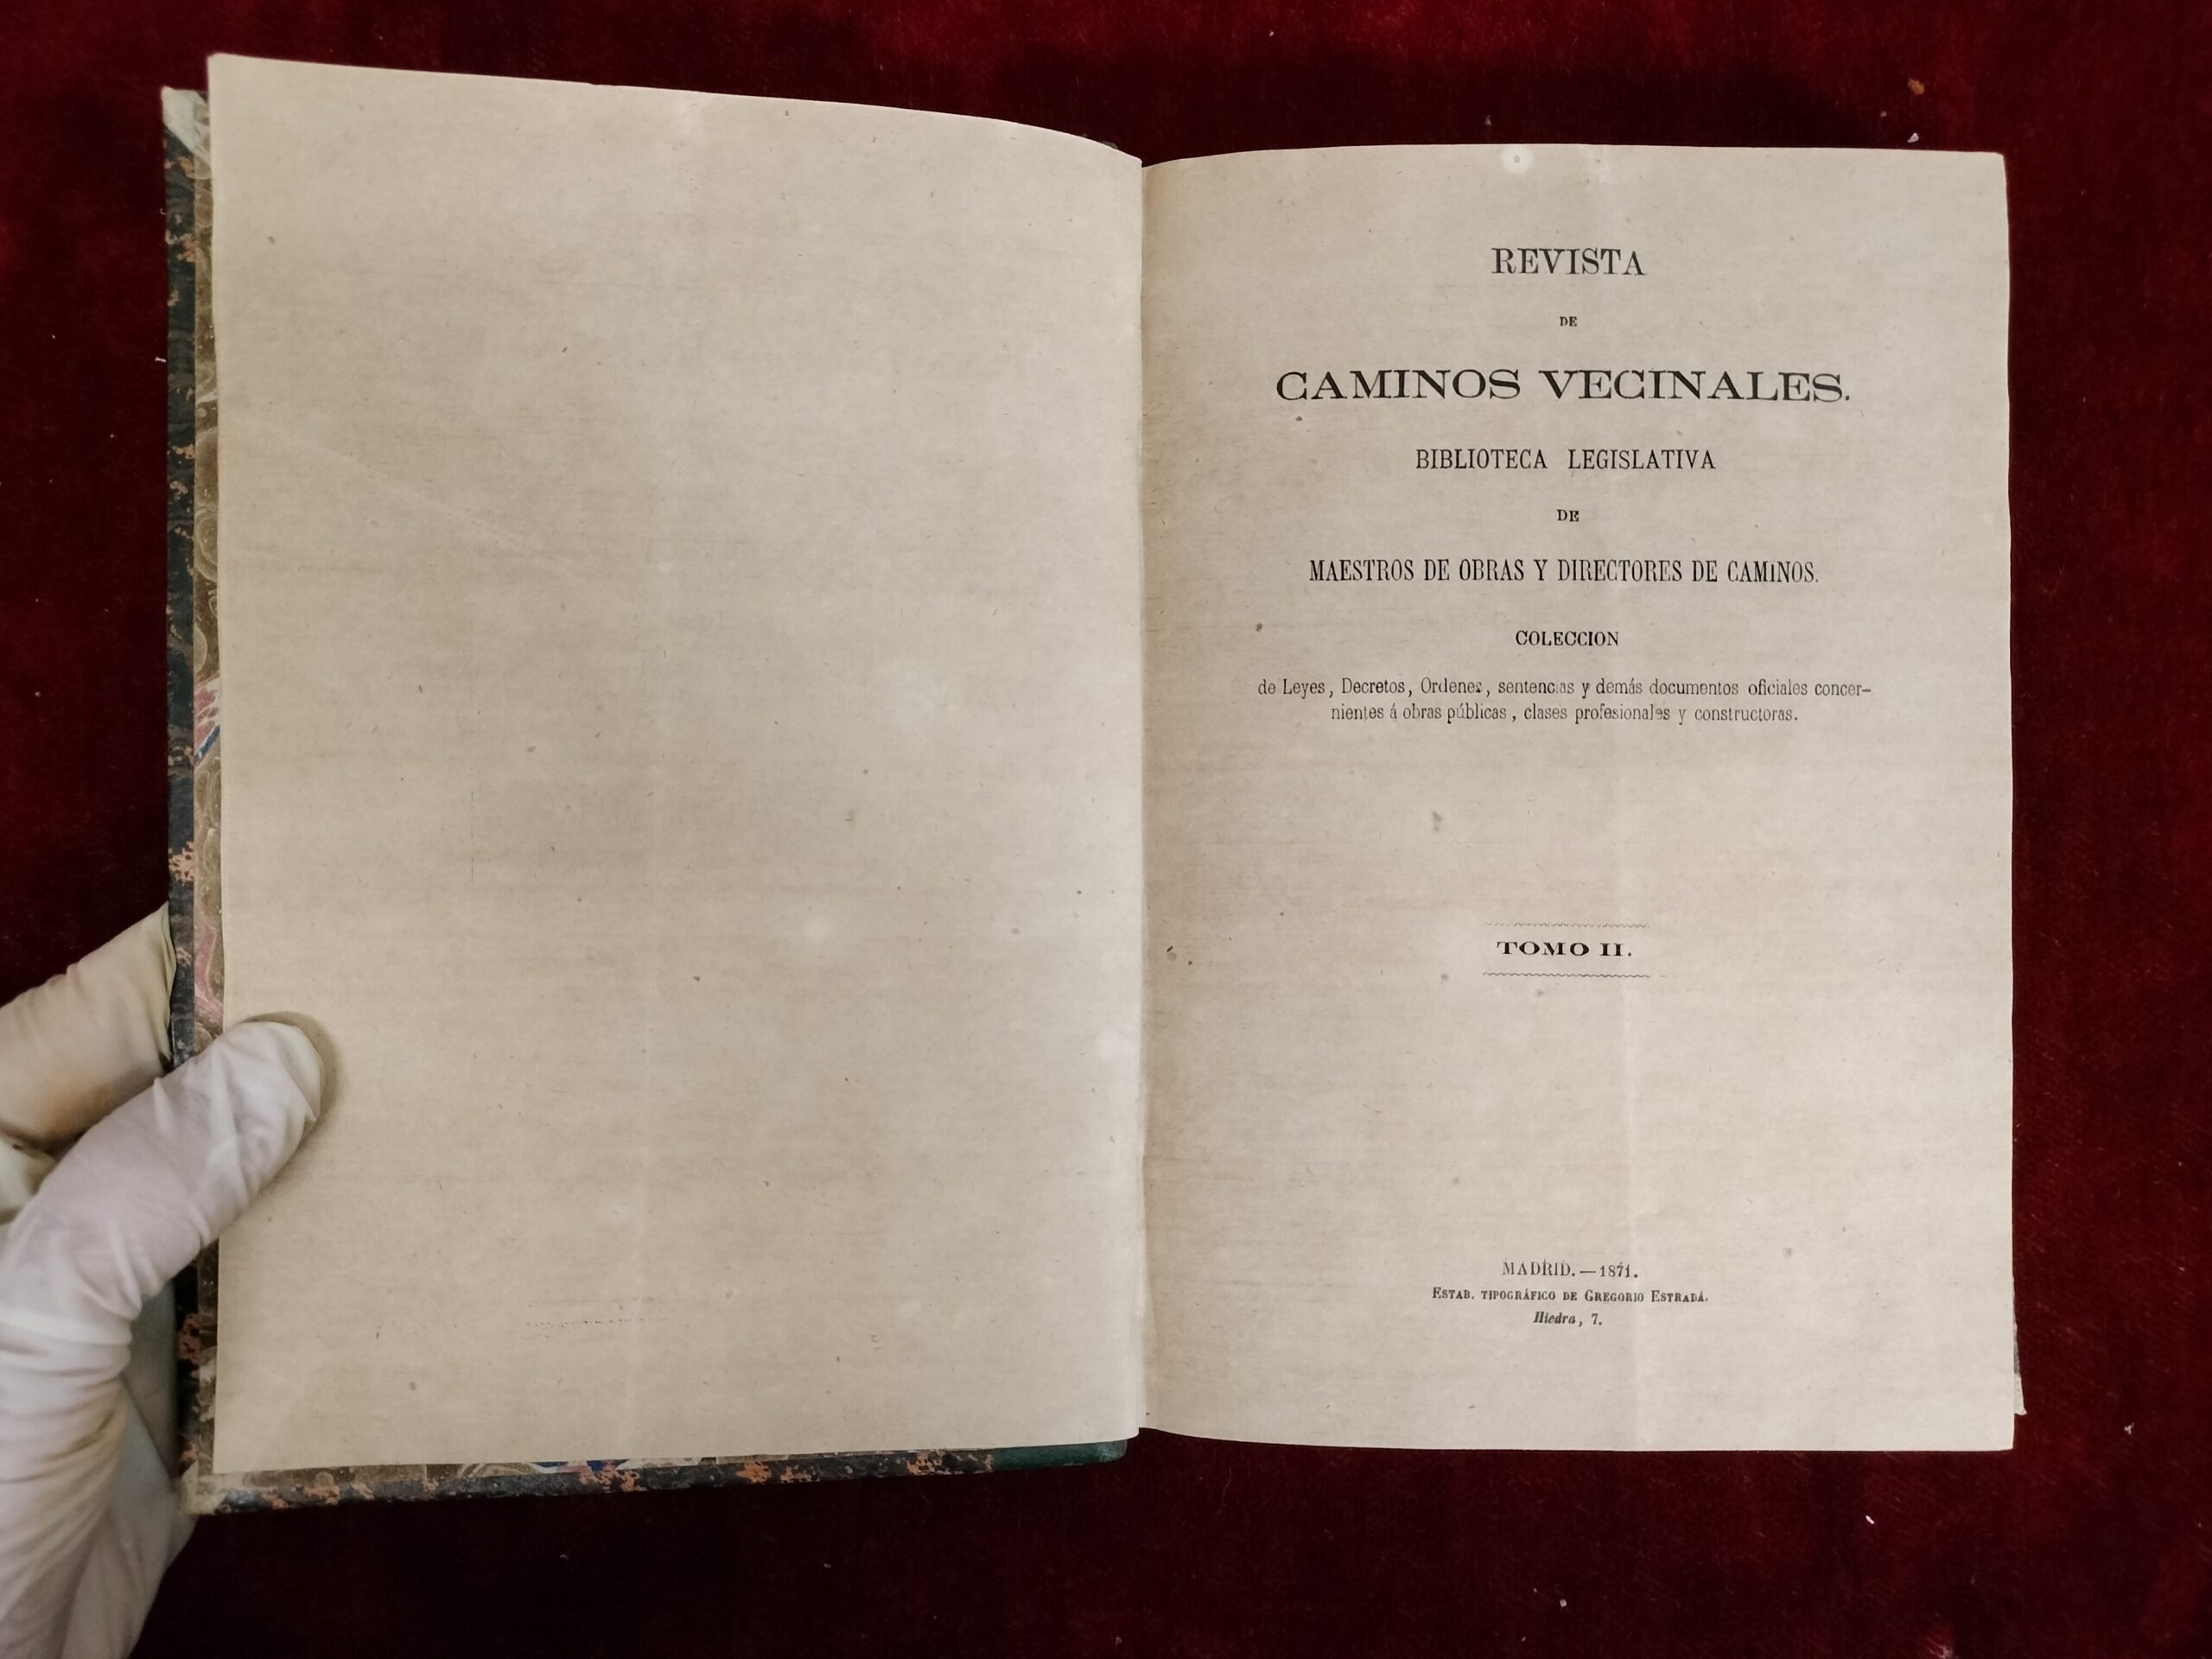 REVISTA
DE
CAMINOS VECINALES.
BIBLIOTECA LEGISLATIVA
DE
MAESTROS DE OBRAS Y DIRECTORES DE CAMINOS.
COLECCION
de Leyes, Decretos, Ordenes, sentencias y demás documentos oficiales concer-
nientes á obras públicas, clases profesionales y constructoras.
TOMO II.
MADRID.—1871.
ESTAB. TIPOGRÁFICO DE GREGORIO ESTRADA.
Hiedra, 7.